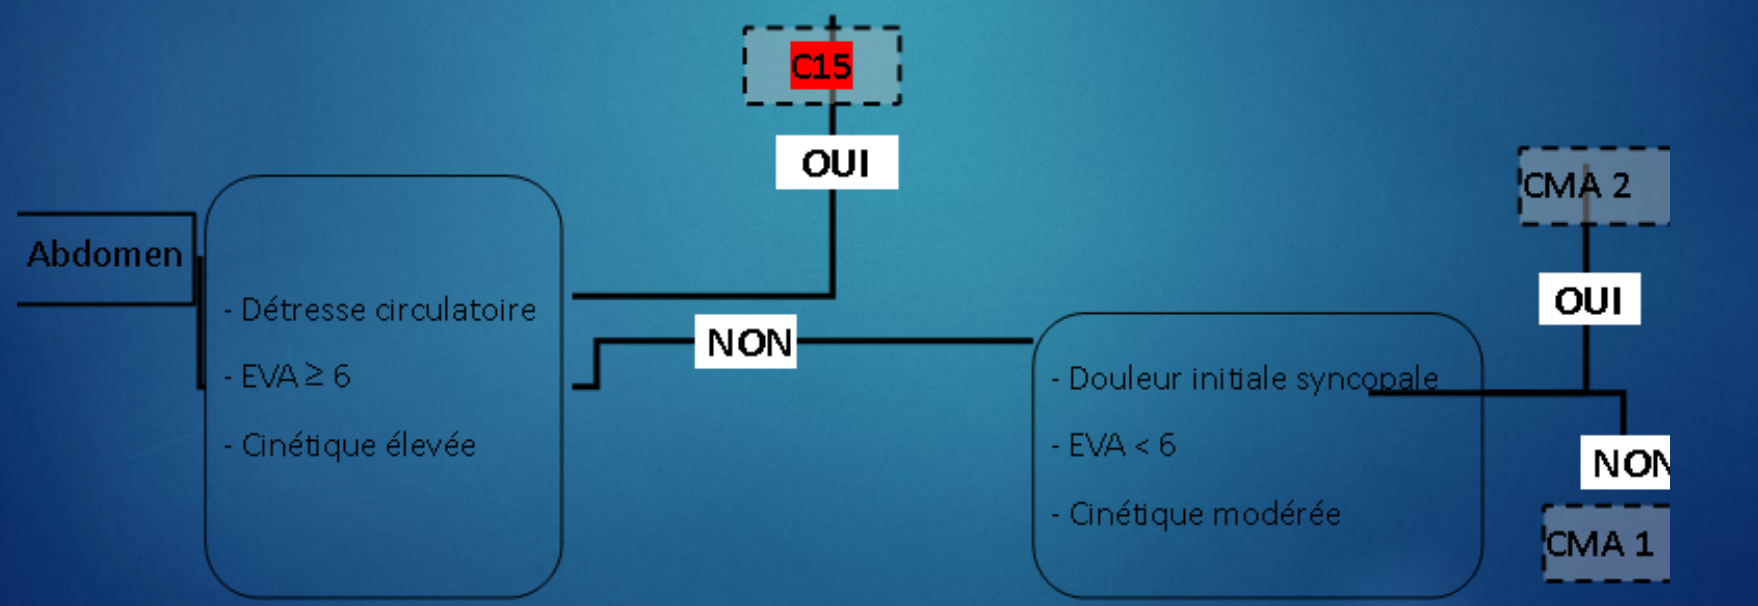 C15
OUI
Abdomen
- Détresse circulatoire
- EVA ≥ 6
- Cinétique élevée
NON
- Douleur initiale syncopale
- EVA < 6
- Cinétique modérée
CMA 2
OUI
NON
CMA 1